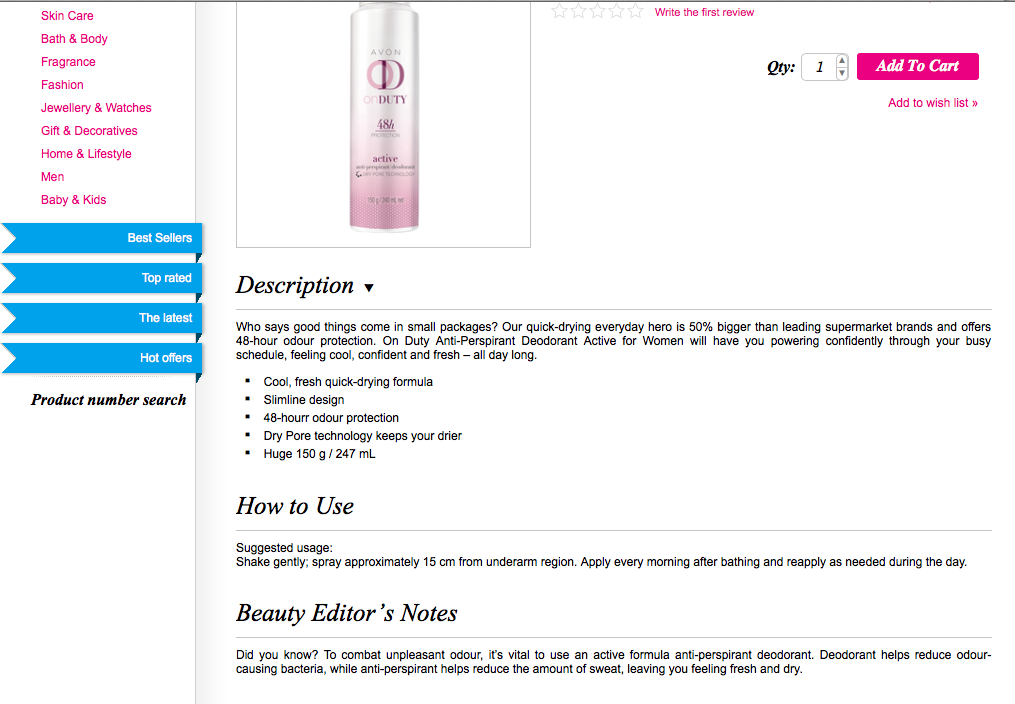 Skin Care
Bath & Body
Fragrance
Fashion
Jewellery & Watches
Gift & Decoratives
Home & Lifestyle
Men
Baby & Kids
Best Sellers
Top rated
The latest
Hot offers
Product number search
AVON
OD
ONDUTY
48h
PROTECTION
active
anti-perspirant deodorant
DRY PORE TECHNOLOGY
Write the first review
Qty: 1 Add To Cart
Add to wish list »
Description ▼
Who says good things come in small packages? Our quick-drying everyday hero is 50% bigger than leading supermarket brands and offers
48-hour odour protection. On Duty Anti-Perspirant Deodorant Active for Women will have you powering confidently through your busy
schedule, feeling cool, confident and fresh – all day long.
▪ Cool, fresh quick-drying formula
▪ Slimline design
▪ 48-hourr odour protection
▪ Dry Pore technology keeps your drier
▪ Huge 150 g / 247 mL
How to Use
Suggested usage:
Shake gently; spray approximately 15 cm from underarm region. Apply every morning after bathing and reapply as needed during the day.
Beauty Editor's Notes
Did you know? To combat unpleasant odour, it's vital to use an active formula anti-perspirant deodorant. Deodorant helps reduce odour-
causing bacteria, while anti-perspirant helps reduce the amount of sweat, leaving you feeling fresh and dry.